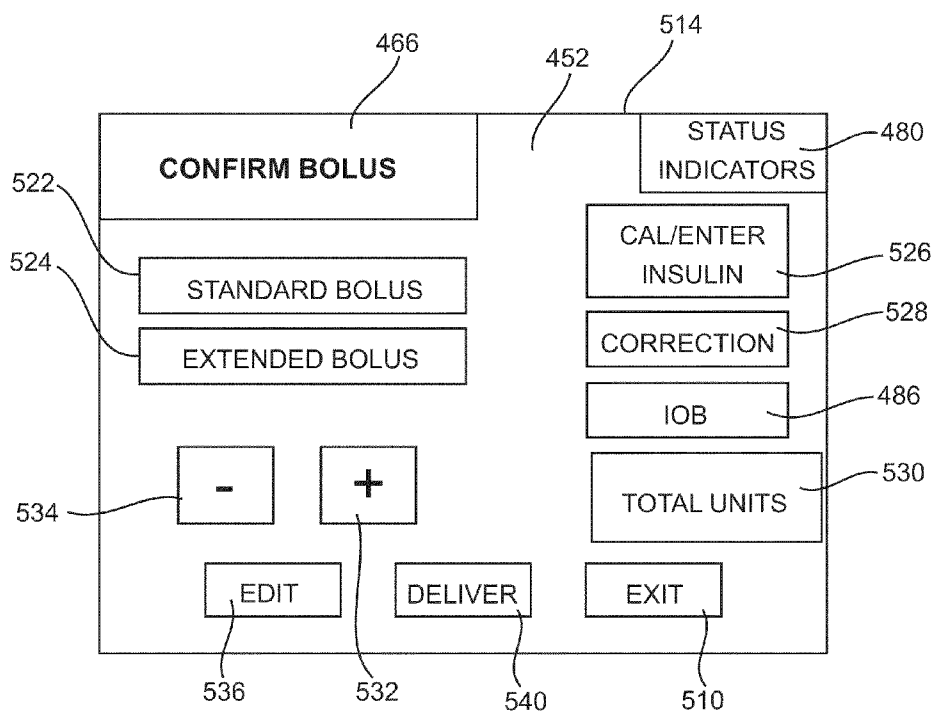 514
466
452
CONFIRM BOLUS
STATUS
INDICATORS
480
522
524
STANDARD BOLUS
EXTENDED BOLUS
CAL/ENTER
INSULIN
526
528
CORRECTION
IOB
486
-
+
534
TOTAL UNITS
530
EDIT
DELIVER
EXIT
536
532
540
510